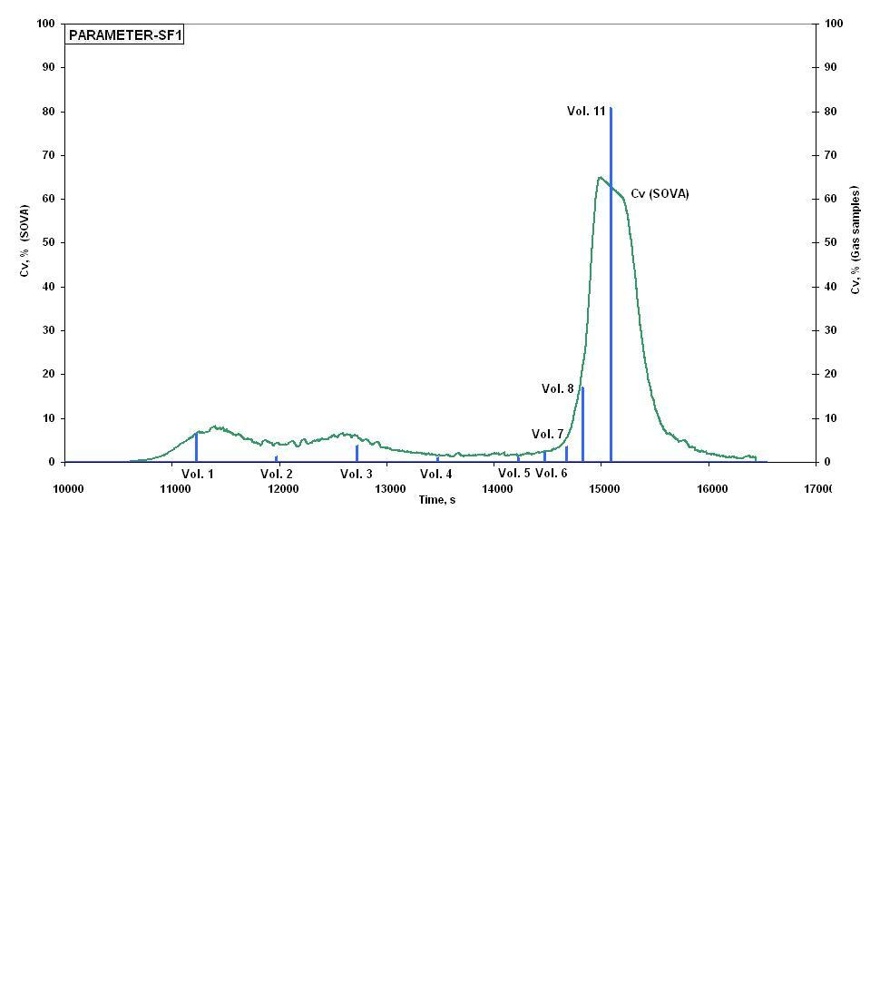 PARAMETER-SF1
100
90
80
70
60
50
40
30
20
10
0
Cv, % (SOVA)
100
90
80
70
60
50
40
30
20
10
0
Cv, % (Gas samples)
Vol. 11
Cv (SOVA)
Vol. 8
Vol. 7
Vol. 1 Vol. 2 Vol. 3 Vol. 4 Vol. 5 Vol. 6
10000 11000 12000 13000 14000 15000 16000 17000
Time, s